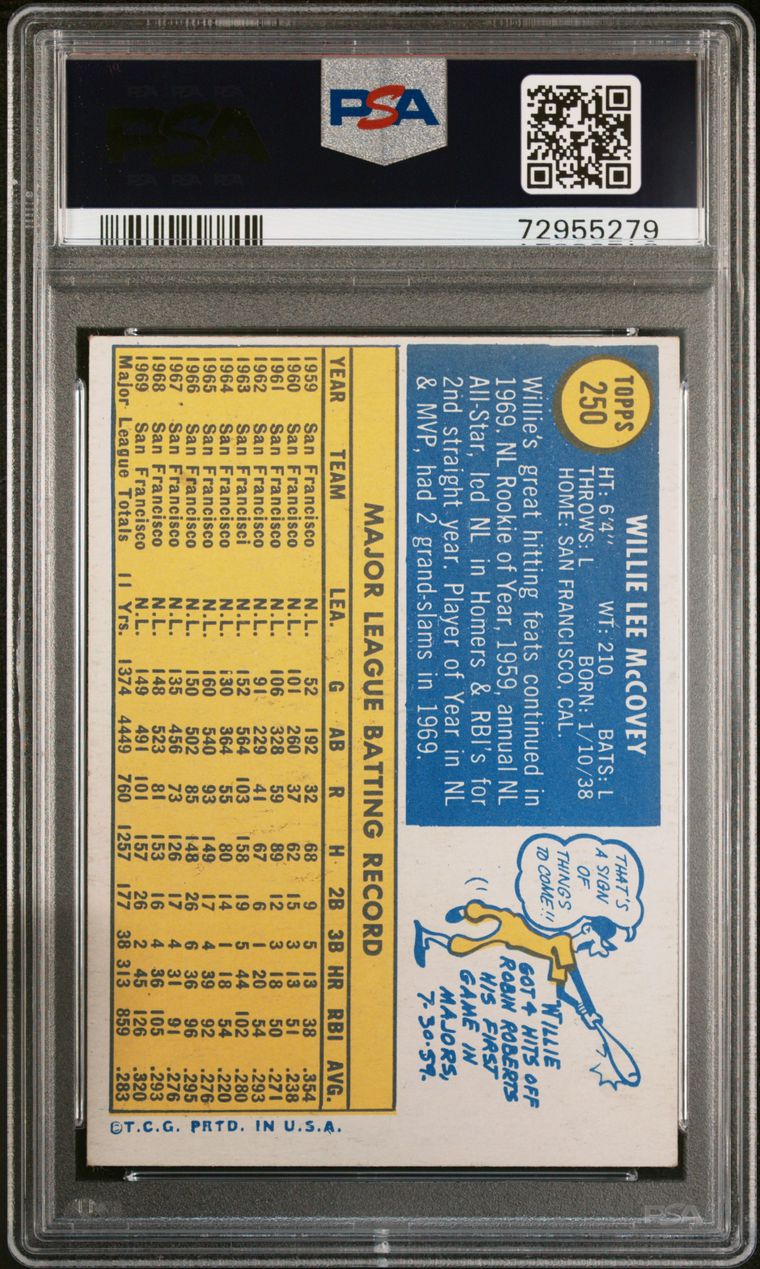 PSA
72955279
TOPPS
250
WILLIE LEE McCOVEY
HT: 6'4" WT: 210 BATS: L
THROWS: L BORN: 1/10/38
HOME: SAN FRANCISCO, CAL.
Willie's great hitting feats continued in
1969. NL Rookie of Year, 1959, annual NL
All-Star, led NL in Homers & RBI's for
2nd straight year. Player of Year in NL
& MVP, had 2 grand-slams in 1969.
THAT'S
A SIGN
OF
THINGS
TO COME!!
WILLIE
GOT 4 HITS OFF
ROBIN ROBERTS
HIS FIRST
GAME IN
MAJORS,
7-30-59.
MAJOR LEAGUE BATTING RECORD
YEAR TEAM LEA. G AB R H 2B 3B HR RBI AVG.
1959 San Francisco N.L. 52 192 32 68 9 5 13 38 .354
1960 San Francisco N.L. 101 260 37 62 15 3 13 51 .238
1961 San Francisco N.L. 106 328 59 89 12 3 18 50 .271
1962 San Francisco N.L. 91 229 41 67 6 1 20 54 .293
1963 San Francisci N.L. 152 564 103 158 19 5 44 102 .280
1964 San Francisco N.L. 130 364 55 80 14 1 18 54 .220
1965 San Francisco N.L. 160 540 93 149 17 4 39 92 .276
1966 San Francisco N.L. 150 502 85 148 26 6 36 96 .295
1967 San Francisco N.L. 135 456 73 126 17 4 31 91 .276
1968 San Francisco N.L. 148 523 81 153 16 4 36 105 .293
1969 San Francisco N.L. 149 491 101 157 26 2 45 126 .320
Major League Totals 11 Yrs. 1374 4449 760 1257 177 38 313 859 .283
©T.C.G. PRTD. IN U.S.A.
PSA